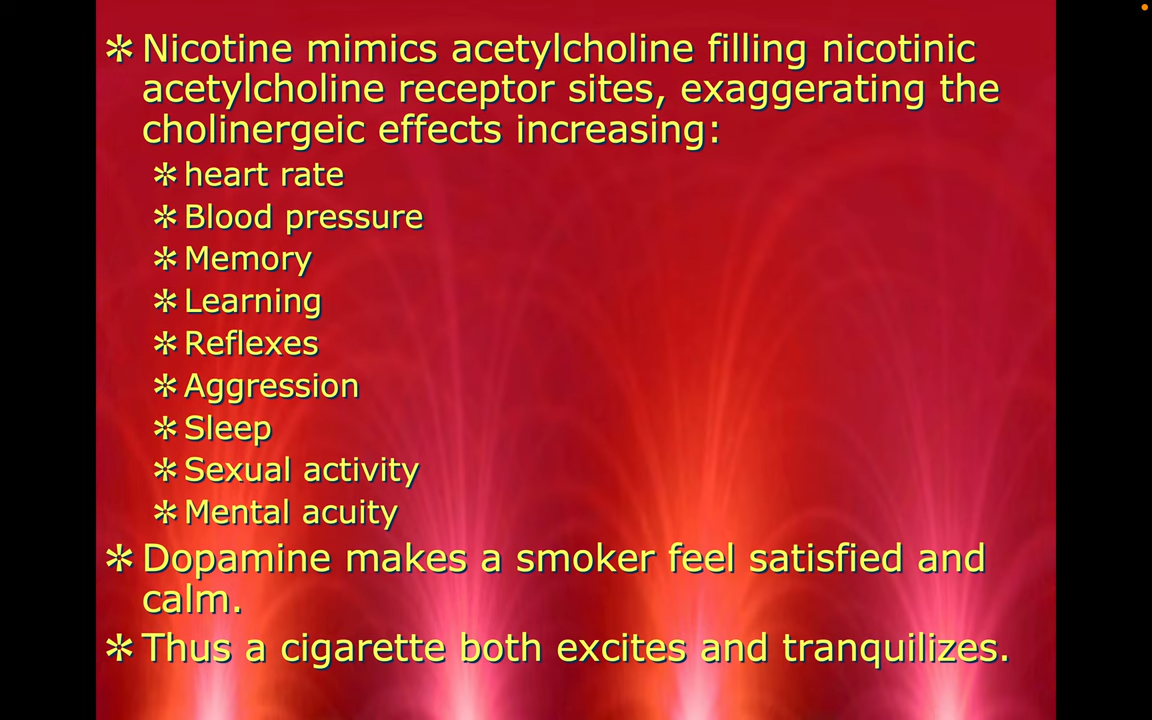 ✲ Nicotine mimics acetylcholine filling nicotinic
acetylcholine receptor sites, exaggerating the
cholinergeic effects increasing:
✲ heart rate
✲ Blood pressure
✲ Memory
✲ Learning
✲ Reflexes
✲ Aggression
✲ Sleep
✲ Sexual activity
✲ Mental acuity
✲ Dopamine makes a smoker feel satisfied and
calm.
✲ Thus a cigarette both excites and tranquilizes.